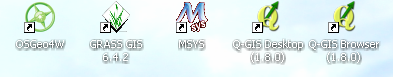 OSGeo4W
GRASS GIS
6.4.2
MSYS
Q-GIS Desktop
(1.8.0)
Q-GIS Browser
(1.8.0)